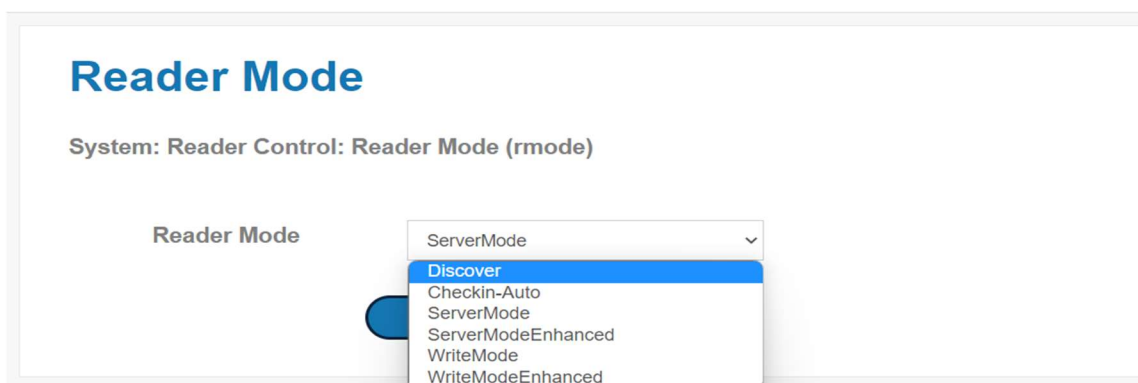 Reader Mode
System: Reader Control: Reader Mode (rmode)
Reader Mode
ServerMode
Discover
Checkin-Auto
ServerMode
ServerModeEnhanced
WriteMode
WriteModeEnhanced